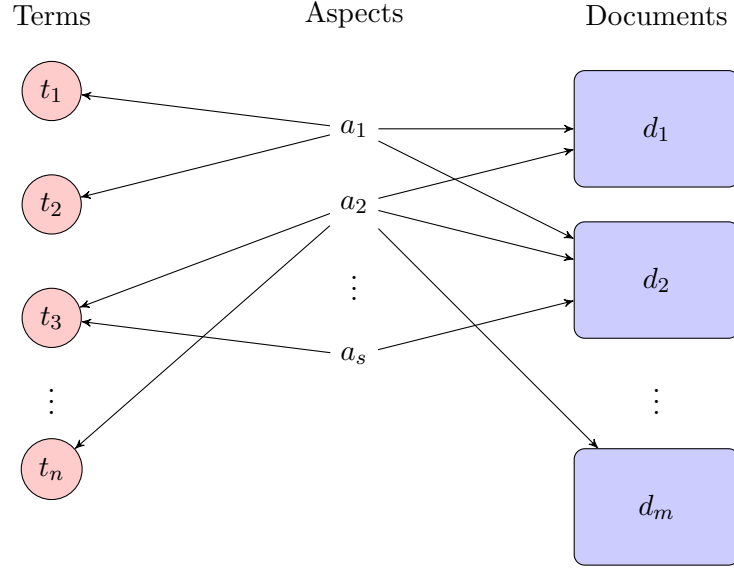 Terms Aspects Documents
t₁
a₁ d₁
t₂ a₂
d₂
⋮
t₃
aₛ
⋮ ⋮
tₙ
dₘ